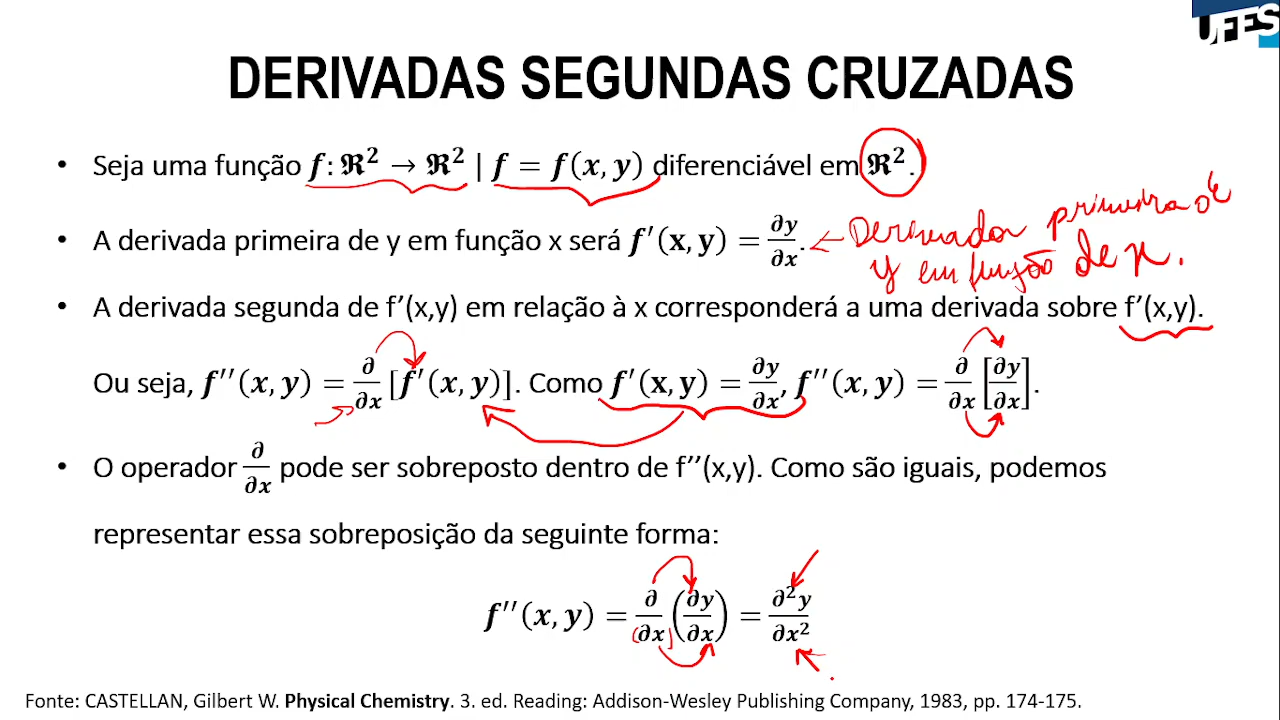 UFES
DERIVADAS SEGUNDAS CRUZADAS
• Seja uma função f: ℜ² → ℜ² | f = f(x, y) diferenciável em ℜ².
• A derivada primeira de y em função x será f′(x, y) = ∂y/∂x.
← Derivador primeira de
y em função de x.
• A derivada segunda de f’(x,y) em relação à x corresponderá a uma derivada sobre f’(x,y).
Ou seja, f′′(x, y) = ∂/∂x [f′(x, y)]. Como f′(x, y) = ∂y/∂x, f′′(x, y) = ∂/∂x [∂y/∂x].
• O operador ∂/∂x pode ser sobreposto dentro de f’’(x,y). Como são iguais, podemos
representar essa sobreposição da seguinte forma:
f′′(x, y) = ∂/∂x (∂y/∂x) = ∂²y/∂x²
Fonte: CASTELLAN, Gilbert W. Physical Chemistry. 3. ed. Reading: Addison-Wesley Publishing Company, 1983, pp. 174-175.